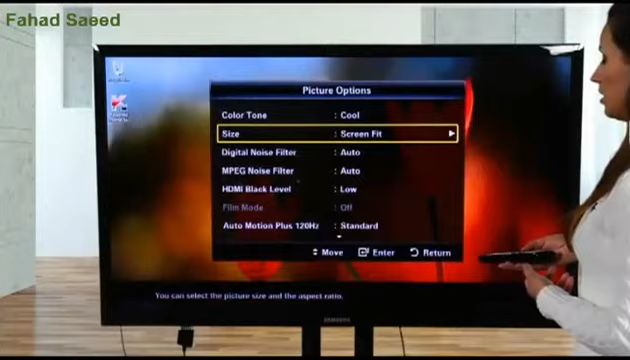 Fahad Saeed
Picture Options
Color Tone : Cool
Size : Screen Fit
Digital Noise Filter : Auto
MPEG Noise Filter : Auto
HDMI Black Level : Low
Film Mode : Off
Auto Motion Plus 120Hz : Standard
Move Enter Return
You can select the picture size and the aspect ratio.
SAMSUNG